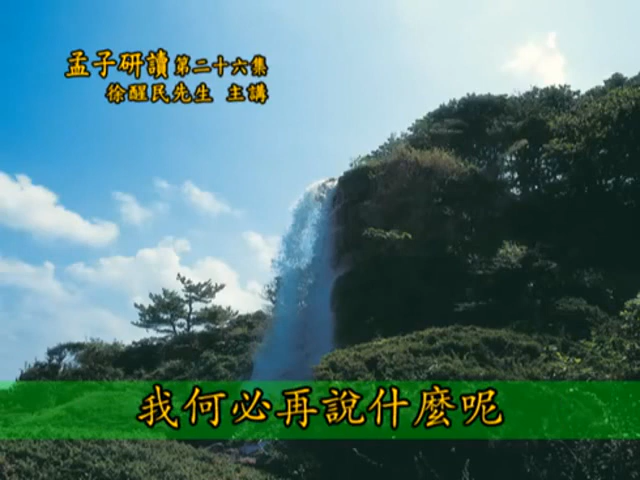 孟子研讀第二十六集
徐醒民先生 主講
我何必再說什麼呢